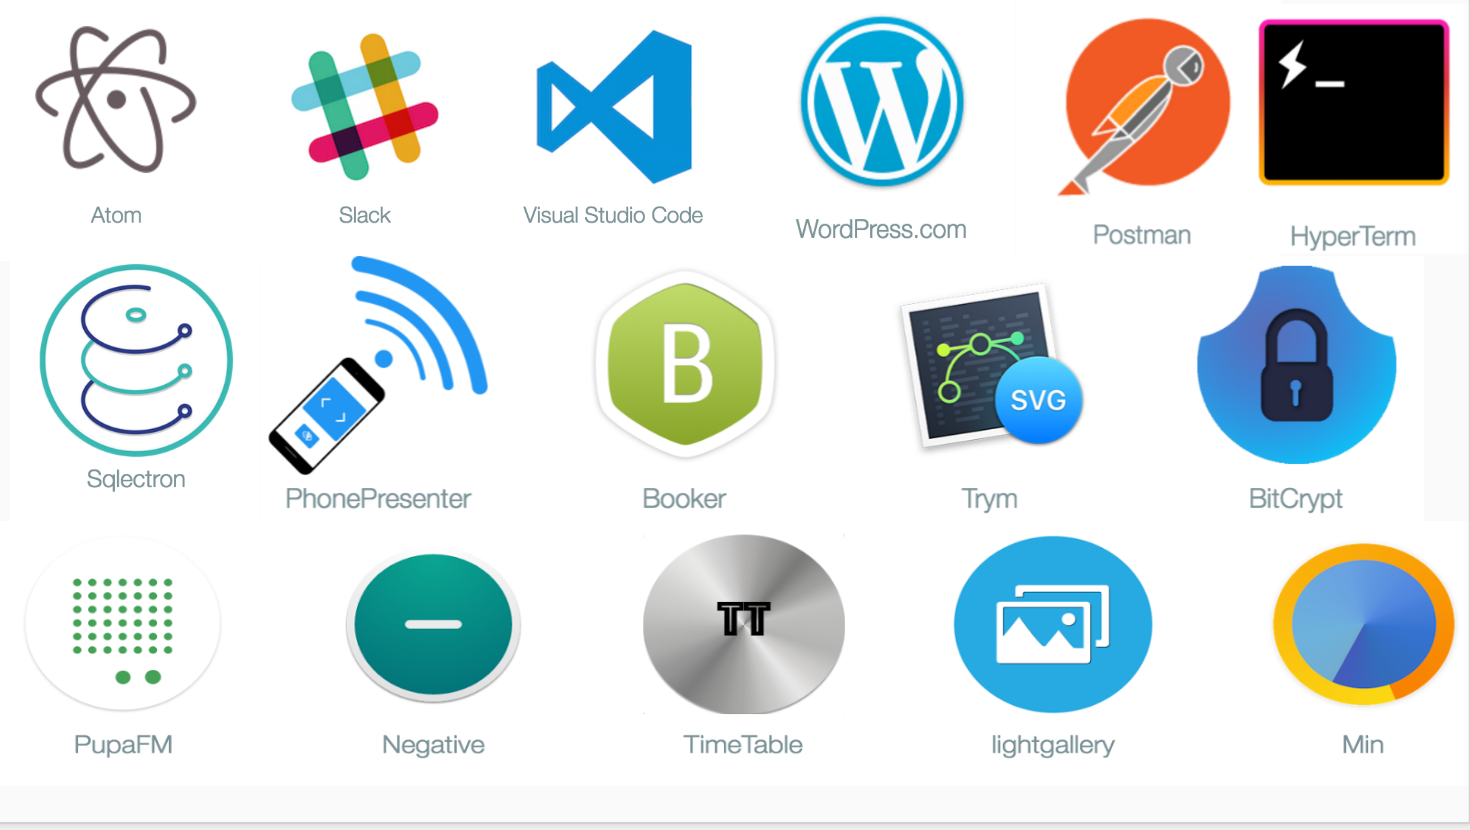 Atom
Slack
Visual Studio Code
WordPress.com
Postman
HyperTerm
SVG
B
Sqlectron
PhonePresenter
Booker
Trym
BitCrypt
TT
PupaFM
Negative
TimeTable
lightgallery
Min